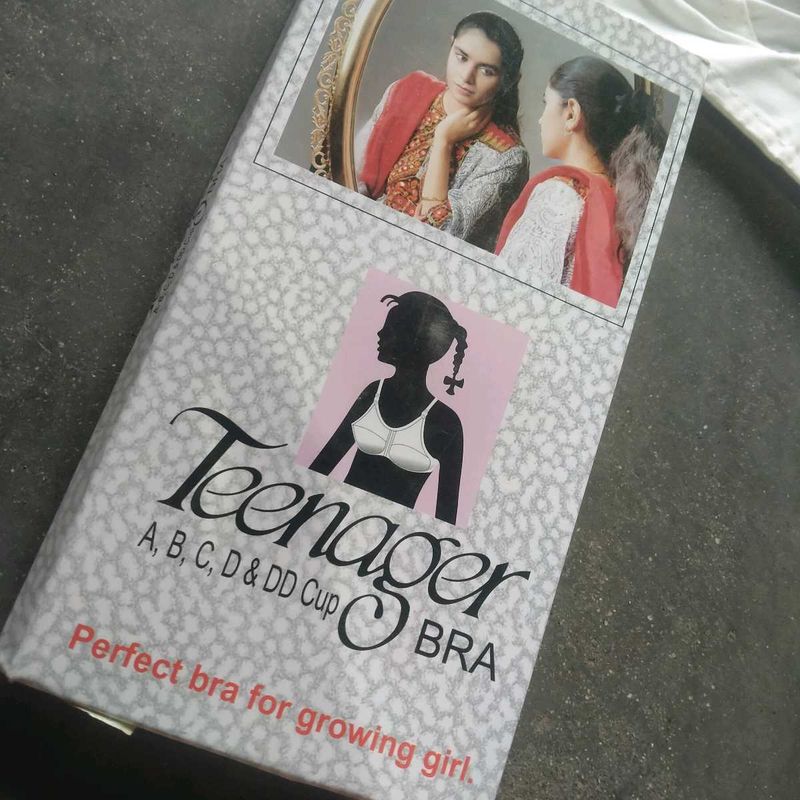 Teenager
A, B, C, D & DD Cup
BRA
Perfect bra for growing girl.